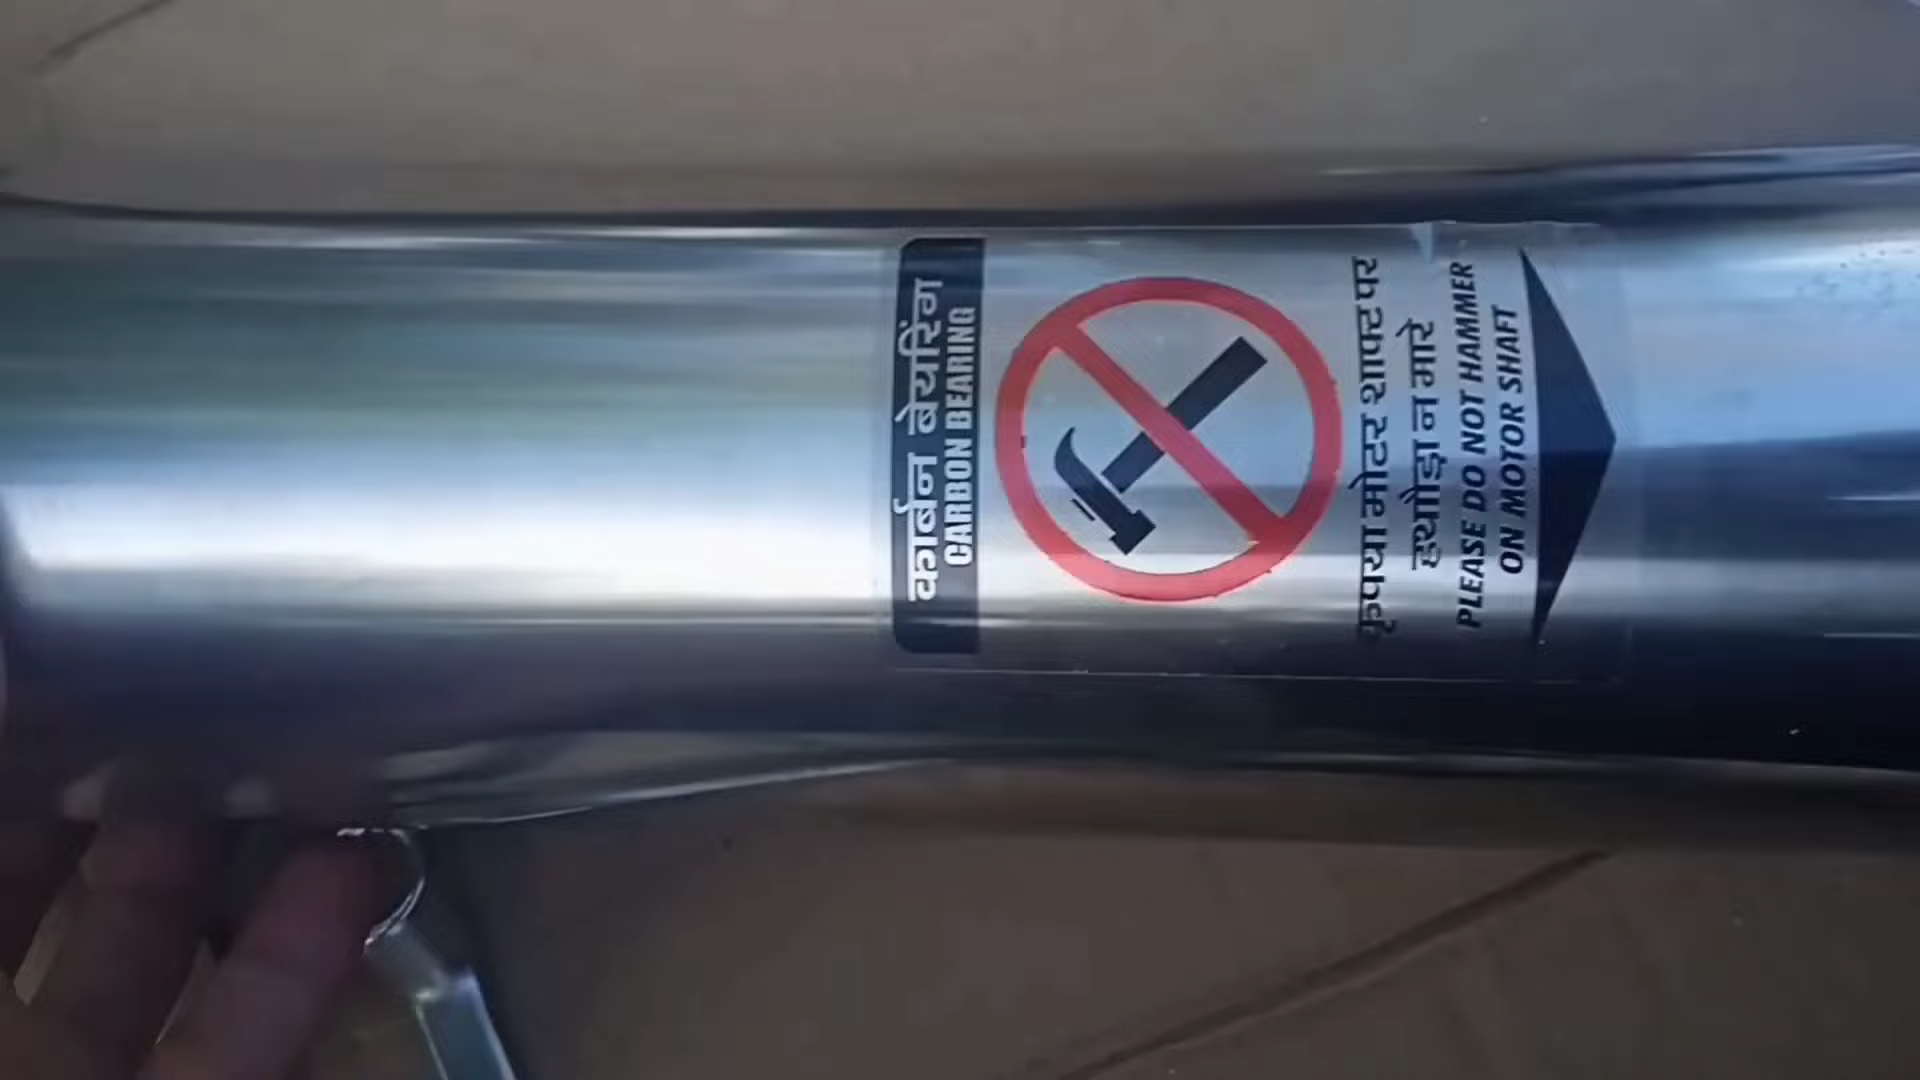 कार्बन बेयरिंग
CARBON BEARING
कृपया मोटर शाफ्ट पर
हथौड़ा न मारे
PLEASE DO NOT HAMMER
ON MOTOR SHAFT